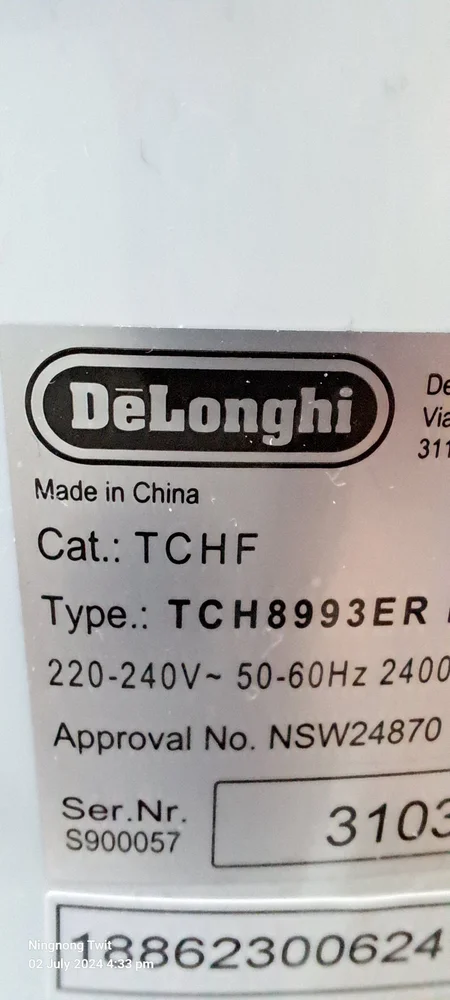 DēLonghi
De
Via
311
Made in China
Cat.: TCHF
Type.: TCH8993ER
220-240V~ 50-60Hz 2400
Approval No. NSW24870
Ser.Nr.
S900057
3103
18862300624
Ningnong Twit
02 July 2024 4:33 pm